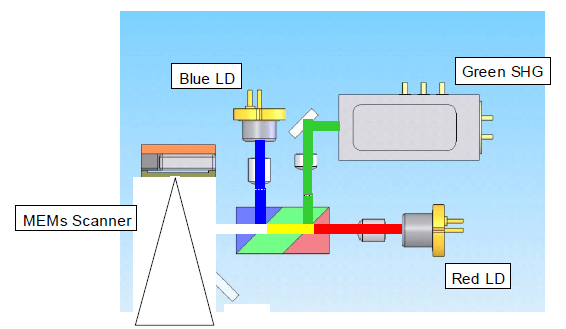 Blue LD
Green SHG
MEMs Scanner
Red LD